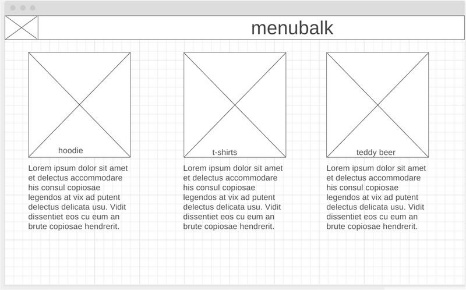 menubalk
hoodie
t-shirts
teddy beer
Lorem ipsum dolor sit amet
et delectus accommodare
his consul copiosae
legendos at vix ad putent
delectus delicata usu. Vidit
dissentiet eos cu eum an
brute copiosae hendrerit.
Lorem ipsum dolor sit amet
et delectus accommodare
his consul copiosae
legendos at vix ad putent
delectus delicata usu. Vidit
dissentiet eos cu eum an
brute copiosae hendrerit.
Lorem ipsum dolor sit amet
et delectus accommodare
his consul copiosae
legendos at vix ad putent
delectus delicata usu. Vidit
dissentiet eos cu eum an
brute copiosae hendrerit.